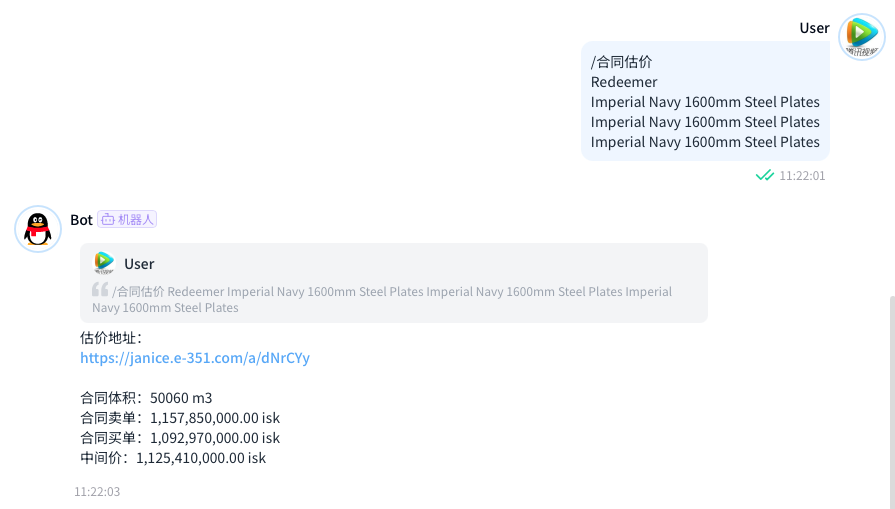 User
/合同估价
Redeemer
Imperial Navy 1600mm Steel Plates
Imperial Navy 1600mm Steel Plates
Imperial Navy 1600mm Steel Plates
11:22:01
Bot 机器人
User
/合同估价 Redeemer Imperial Navy 1600mm Steel Plates Imperial Navy 1600mm Steel Plates Imperial
Navy 1600mm Steel Plates
估价地址：
https://janice.e-351.com/a/dNrCYy
合同体积：50060 m3
合同卖单：1,157,850,000.00 isk
合同买单：1,092,970,000.00 isk
中间价：1,125,410,000.00 isk
11:22:03